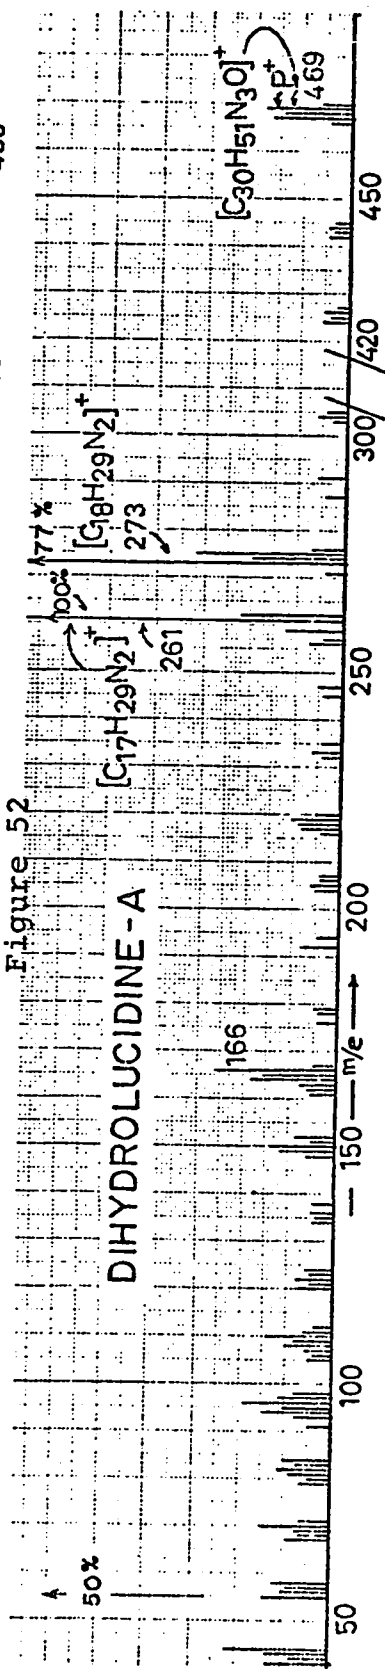 Figure 52
DIHYDROLUCIDINE-A
50%
166
100%
77%
[C17H29N2]+
261
[C18H29N2]+
273
[C30H51N3O]+
P+
469
50
100
150
m/e
200
250
300
420
450